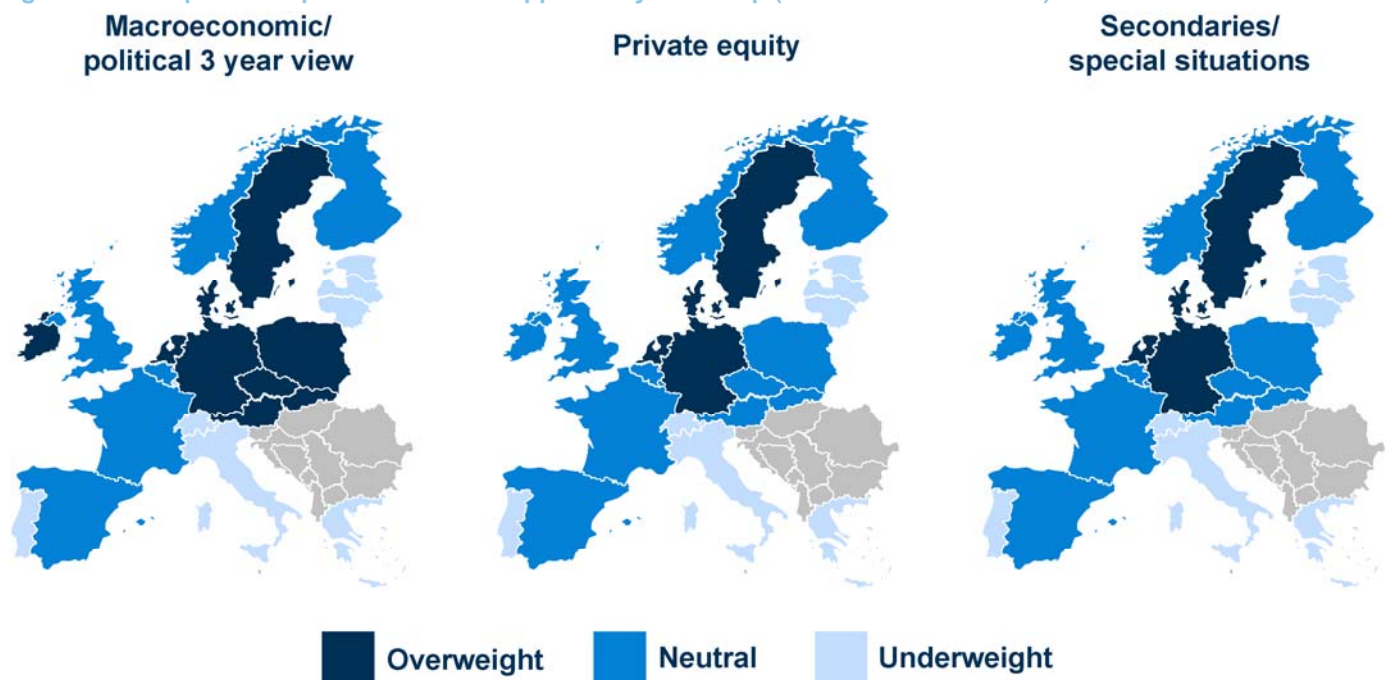 Macroeconomic/
political 3 year view
Private equity
Secondaries/
special situations
Overweight
Neutral
Underweight